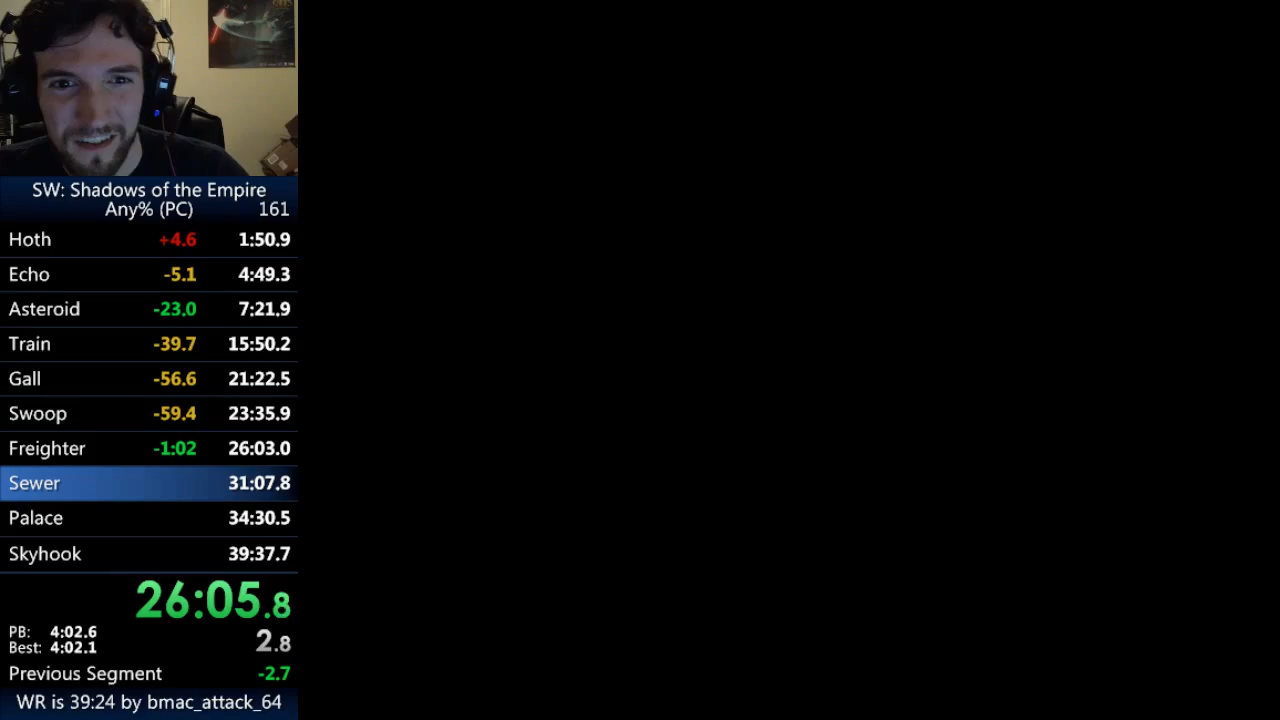 SW: Shadows of the Empire
Any% (PC) 161
Hoth +4.6 1:50.9
Echo -5.1 4:49.3
Asteroid -23.0 7:21.9
Train -39.7 15:50.2
Gall -56.6 21:22.5
Swoop -59.4 23:35.9
Freighter -1:02 26:03.0
Sewer 31:07.8
Palace 34:30.5
Skyhook 39:37.7
26:05.8
PB: 4:02.6
Best: 4:02.1 2.8
Previous Segment -2.7
WR is 39:24 by bmac_attack_64